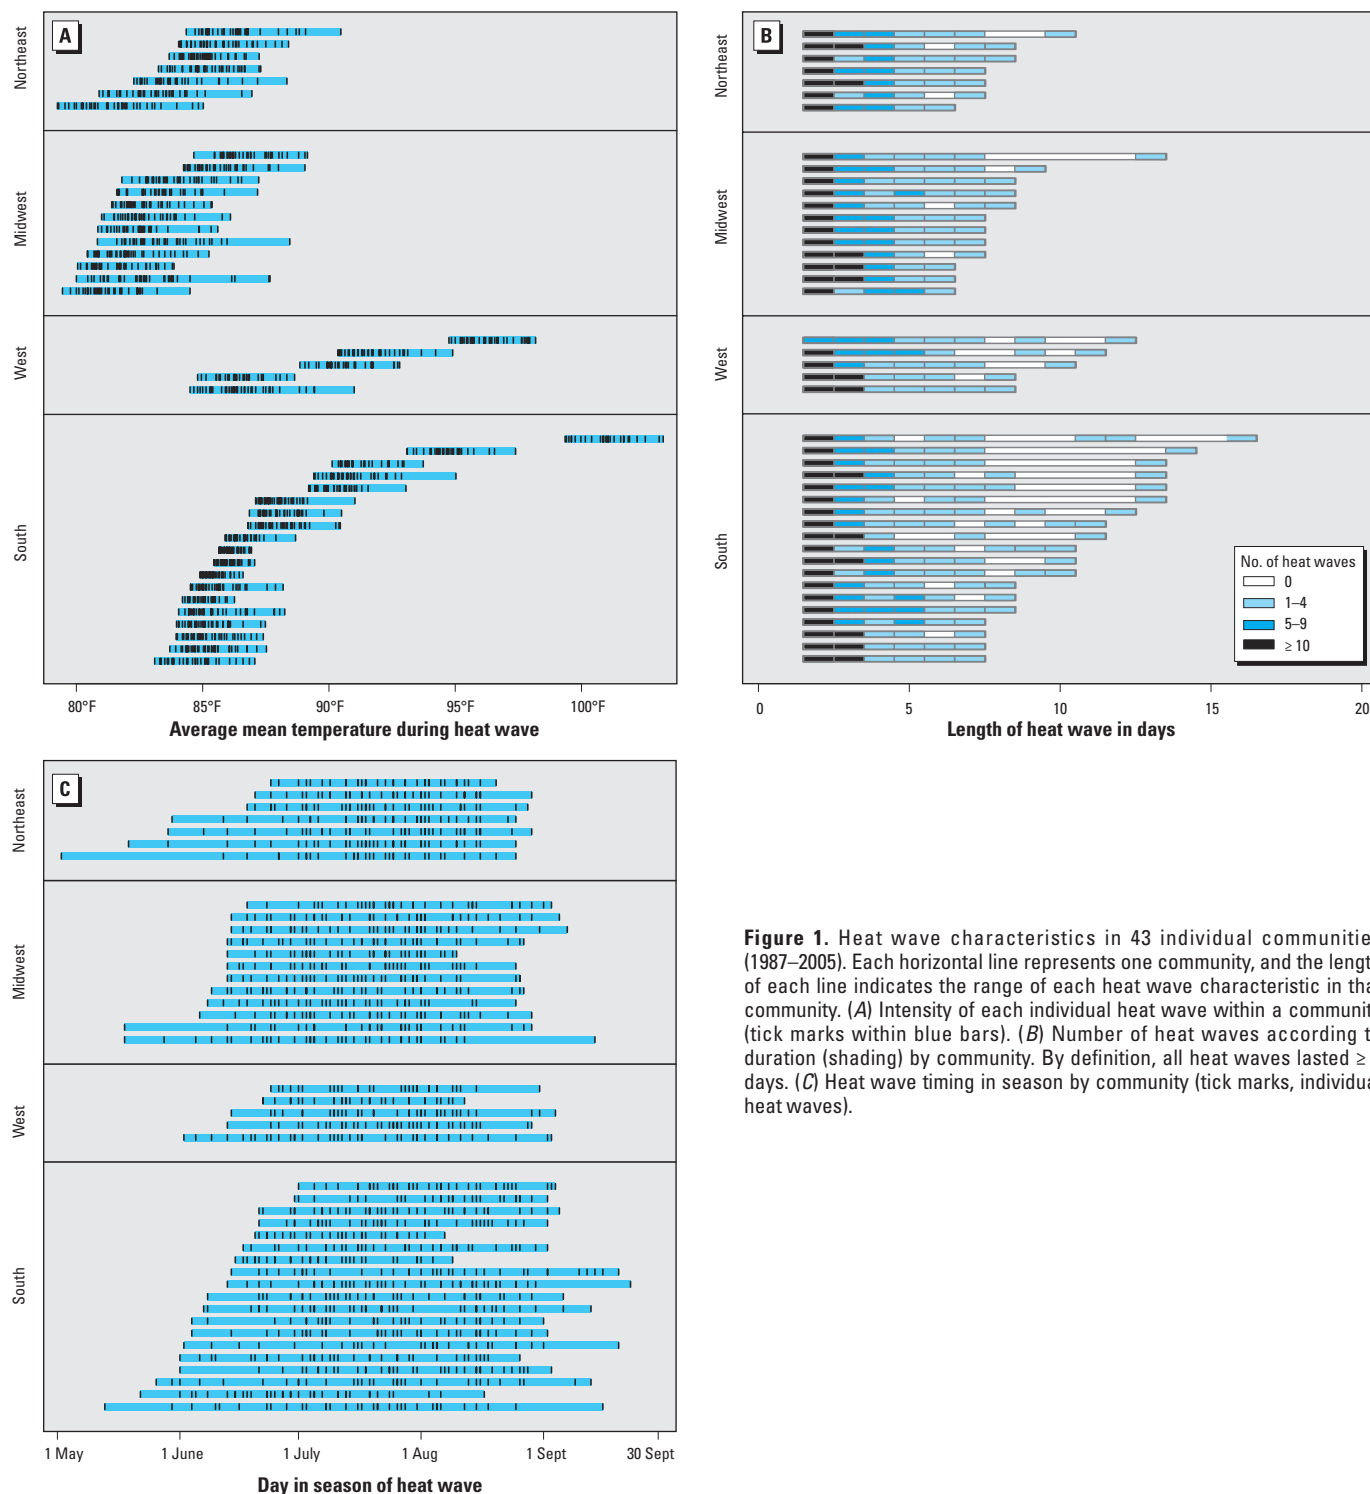 A
Northeast
Midwest
West
South
80°F
85°F
90°F
95°F
100°F
Average mean temperature during heat wave
B
Northeast
Midwest
West
South
No. of heat waves
0
1–4
5–9
≥ 10
0
5
10
15
20
Length of heat wave in days
C
Northeast
Midwest
West
South
1 May
1 June
1 July
1 Aug
1 Sept
30 Sept
Day in season of heat wave
Figure 1. Heat wave characteristics in 43 individual communitie
(1987–2005). Each horizontal line represents one community, and the lengt
of each line indicates the range of each heat wave characteristic in tha
community. (A) Intensity of each individual heat wave within a communit
(tick marks within blue bars). (B) Number of heat waves according t
duration (shading) by community. By definition, all heat waves lasted ≥
days. (C) Heat wave timing in season by community (tick marks, individua
heat waves).